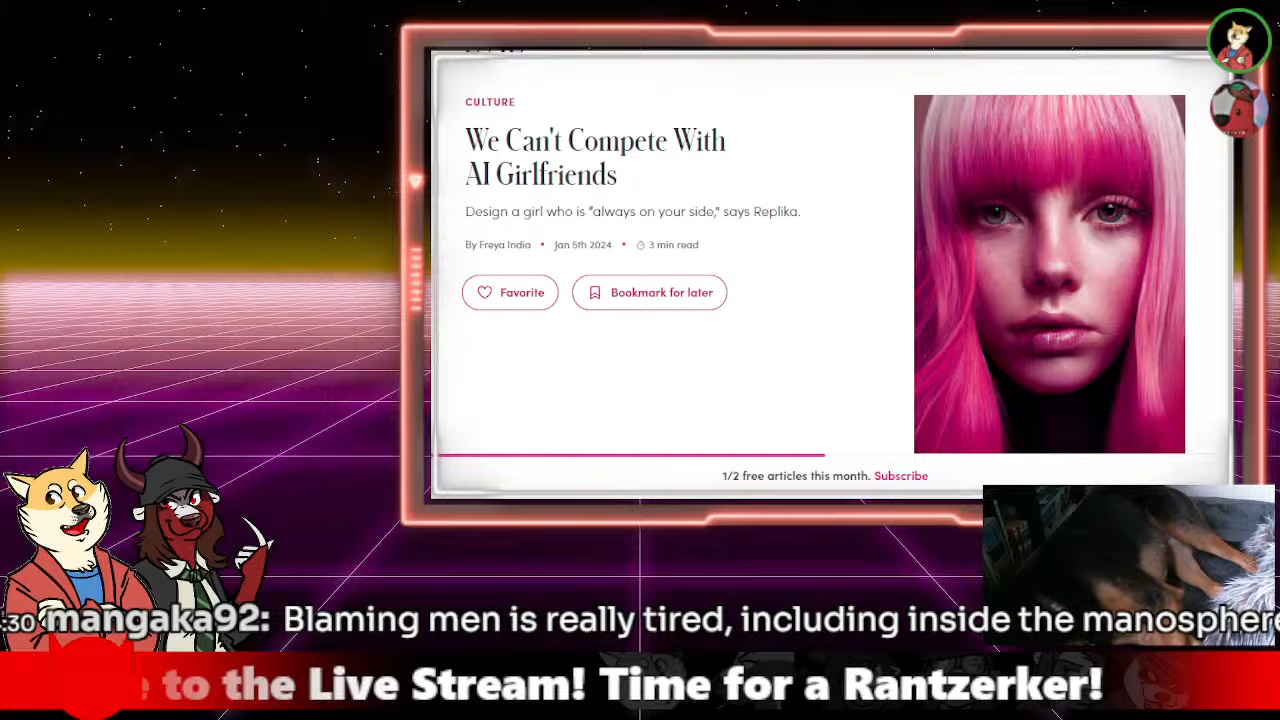 CULTURE
We Can't Compete With
AI Girlfriends
Design a girl who is "always on your side," says Replika.
By Freya India • Jan 5th 2024 • 3 min read
Favorite
Bookmark for later
1/2 free articles this month. Subscribe
:30 mangaka92: Blaming men is really tired, including inside the manosphere
e to the Live Stream! Time for a Rantzerker!